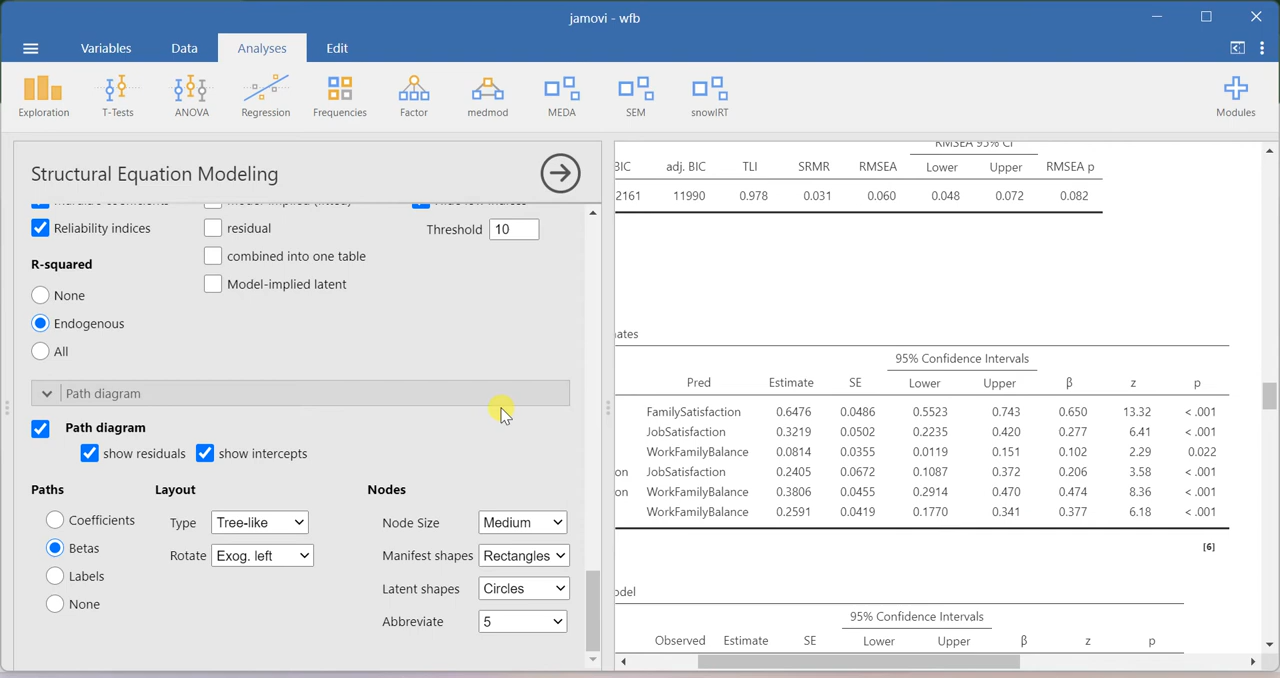 jamovi - wfb
Variables Data Analyses Edit
Exploration T-Tests ANOVA Regression Frequencies Factor medmod MEDA SEM snowIRT Modules
Structural Equation Modeling
Reliability indices
residual
Threshold 10
combined into one table
Model-implied latent
R-squared
None
Endogenous
All
Path diagram
Path diagram
show residuals show intercepts
Paths Layout Nodes
Coefficients Type Tree-like Node Size Medium
Betas Rotate Exog. left Manifest shapes Rectangles
Labels Latent shapes Circles
None Abbreviate 5
RMSEA 95% CI
BIC adj. BIC TLI SRMR RMSEA Lower Upper RMSEA p
2161 11990 0.978 0.031 0.060 0.048 0.072 0.082
ates
95% Confidence Intervals
Pred Estimate SE Lower Upper β z p
FamilySatisfaction 0.6476 0.0486 0.5523 0.743 0.650 13.32 < .001
JobSatisfaction 0.3219 0.0502 0.2235 0.420 0.277 6.41 < .001
WorkFamilyBalance 0.0814 0.0355 0.0119 0.151 0.102 2.29 0.022
on JobSatisfaction 0.2405 0.0672 0.1087 0.372 0.206 3.58 < .001
on WorkFamilyBalance 0.3806 0.0455 0.2914 0.470 0.474 8.36 < .001
WorkFamilyBalance 0.2591 0.0419 0.1770 0.341 0.377 6.18 < .001
[6]
odel
95% Confidence Intervals
Observed Estimate SE Lower Upper β z p